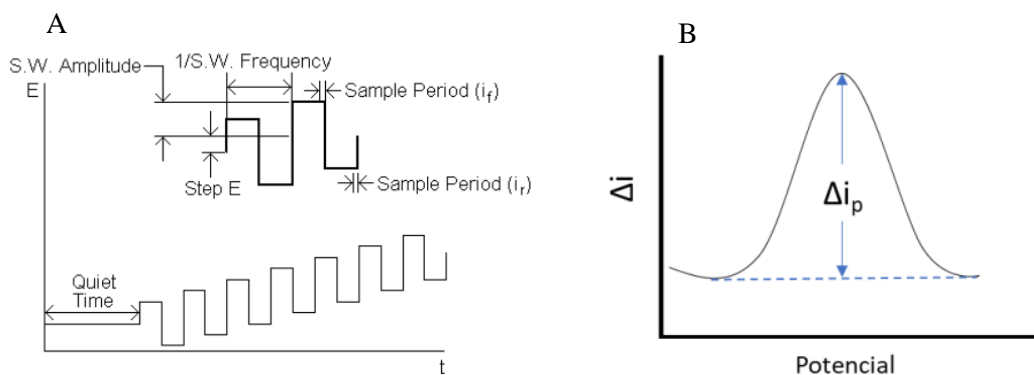 A
1/S.W. Frequency
S.W. Amplitude
E
Sample Period (if)
Step E
Sample Period (ir)
Quiet
Time
t
B
Δi
Δip
Potencial